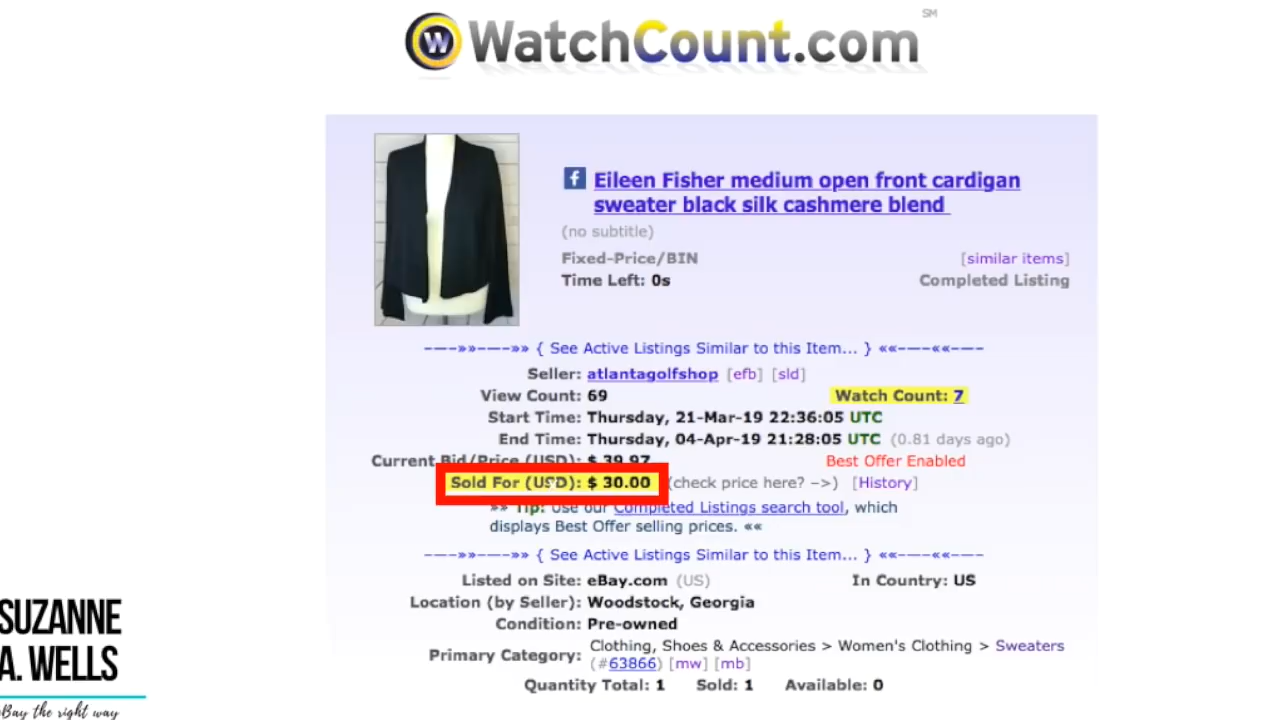 WatchCount.com SM
Eileen Fisher medium open front cardigan
sweater black silk cashmere blend
(no subtitle)
Fixed-Price/BIN [similar items]
Time Left: 0s Completed Listing
{ See Active Listings Similar to this Item... }
Seller: atlantagolfshop [efb] [sld]
View Count: 69 Watch Count: 7
Start Time: Thursday, 21-Mar-19 22:36:05 UTC
End Time: Thursday, 04-Apr-19 21:28:05 UTC (0.81 days ago)
Current Bid/Price (USD): $ 39.97 Best Offer Enabled
Sold For (USD): $ 30.00 (check price here? -->) [History]
»» Tip: Use our Completed Listings search tool, which
displays Best Offer selling prices. ««
{ See Active Listings Similar to this Item... }
Listed on Site: eBay.com (US) In Country: US
Location (by Seller): Woodstock, Georgia
Condition: Pre-owned
Primary Category: Clothing, Shoes & Accessories > Women's Clothing > Sweaters
(#63866) [mw] [mb]
Quantity Total: 1 Sold: 1 Available: 0
SUZANNE
A. WELLS
eBay the right way